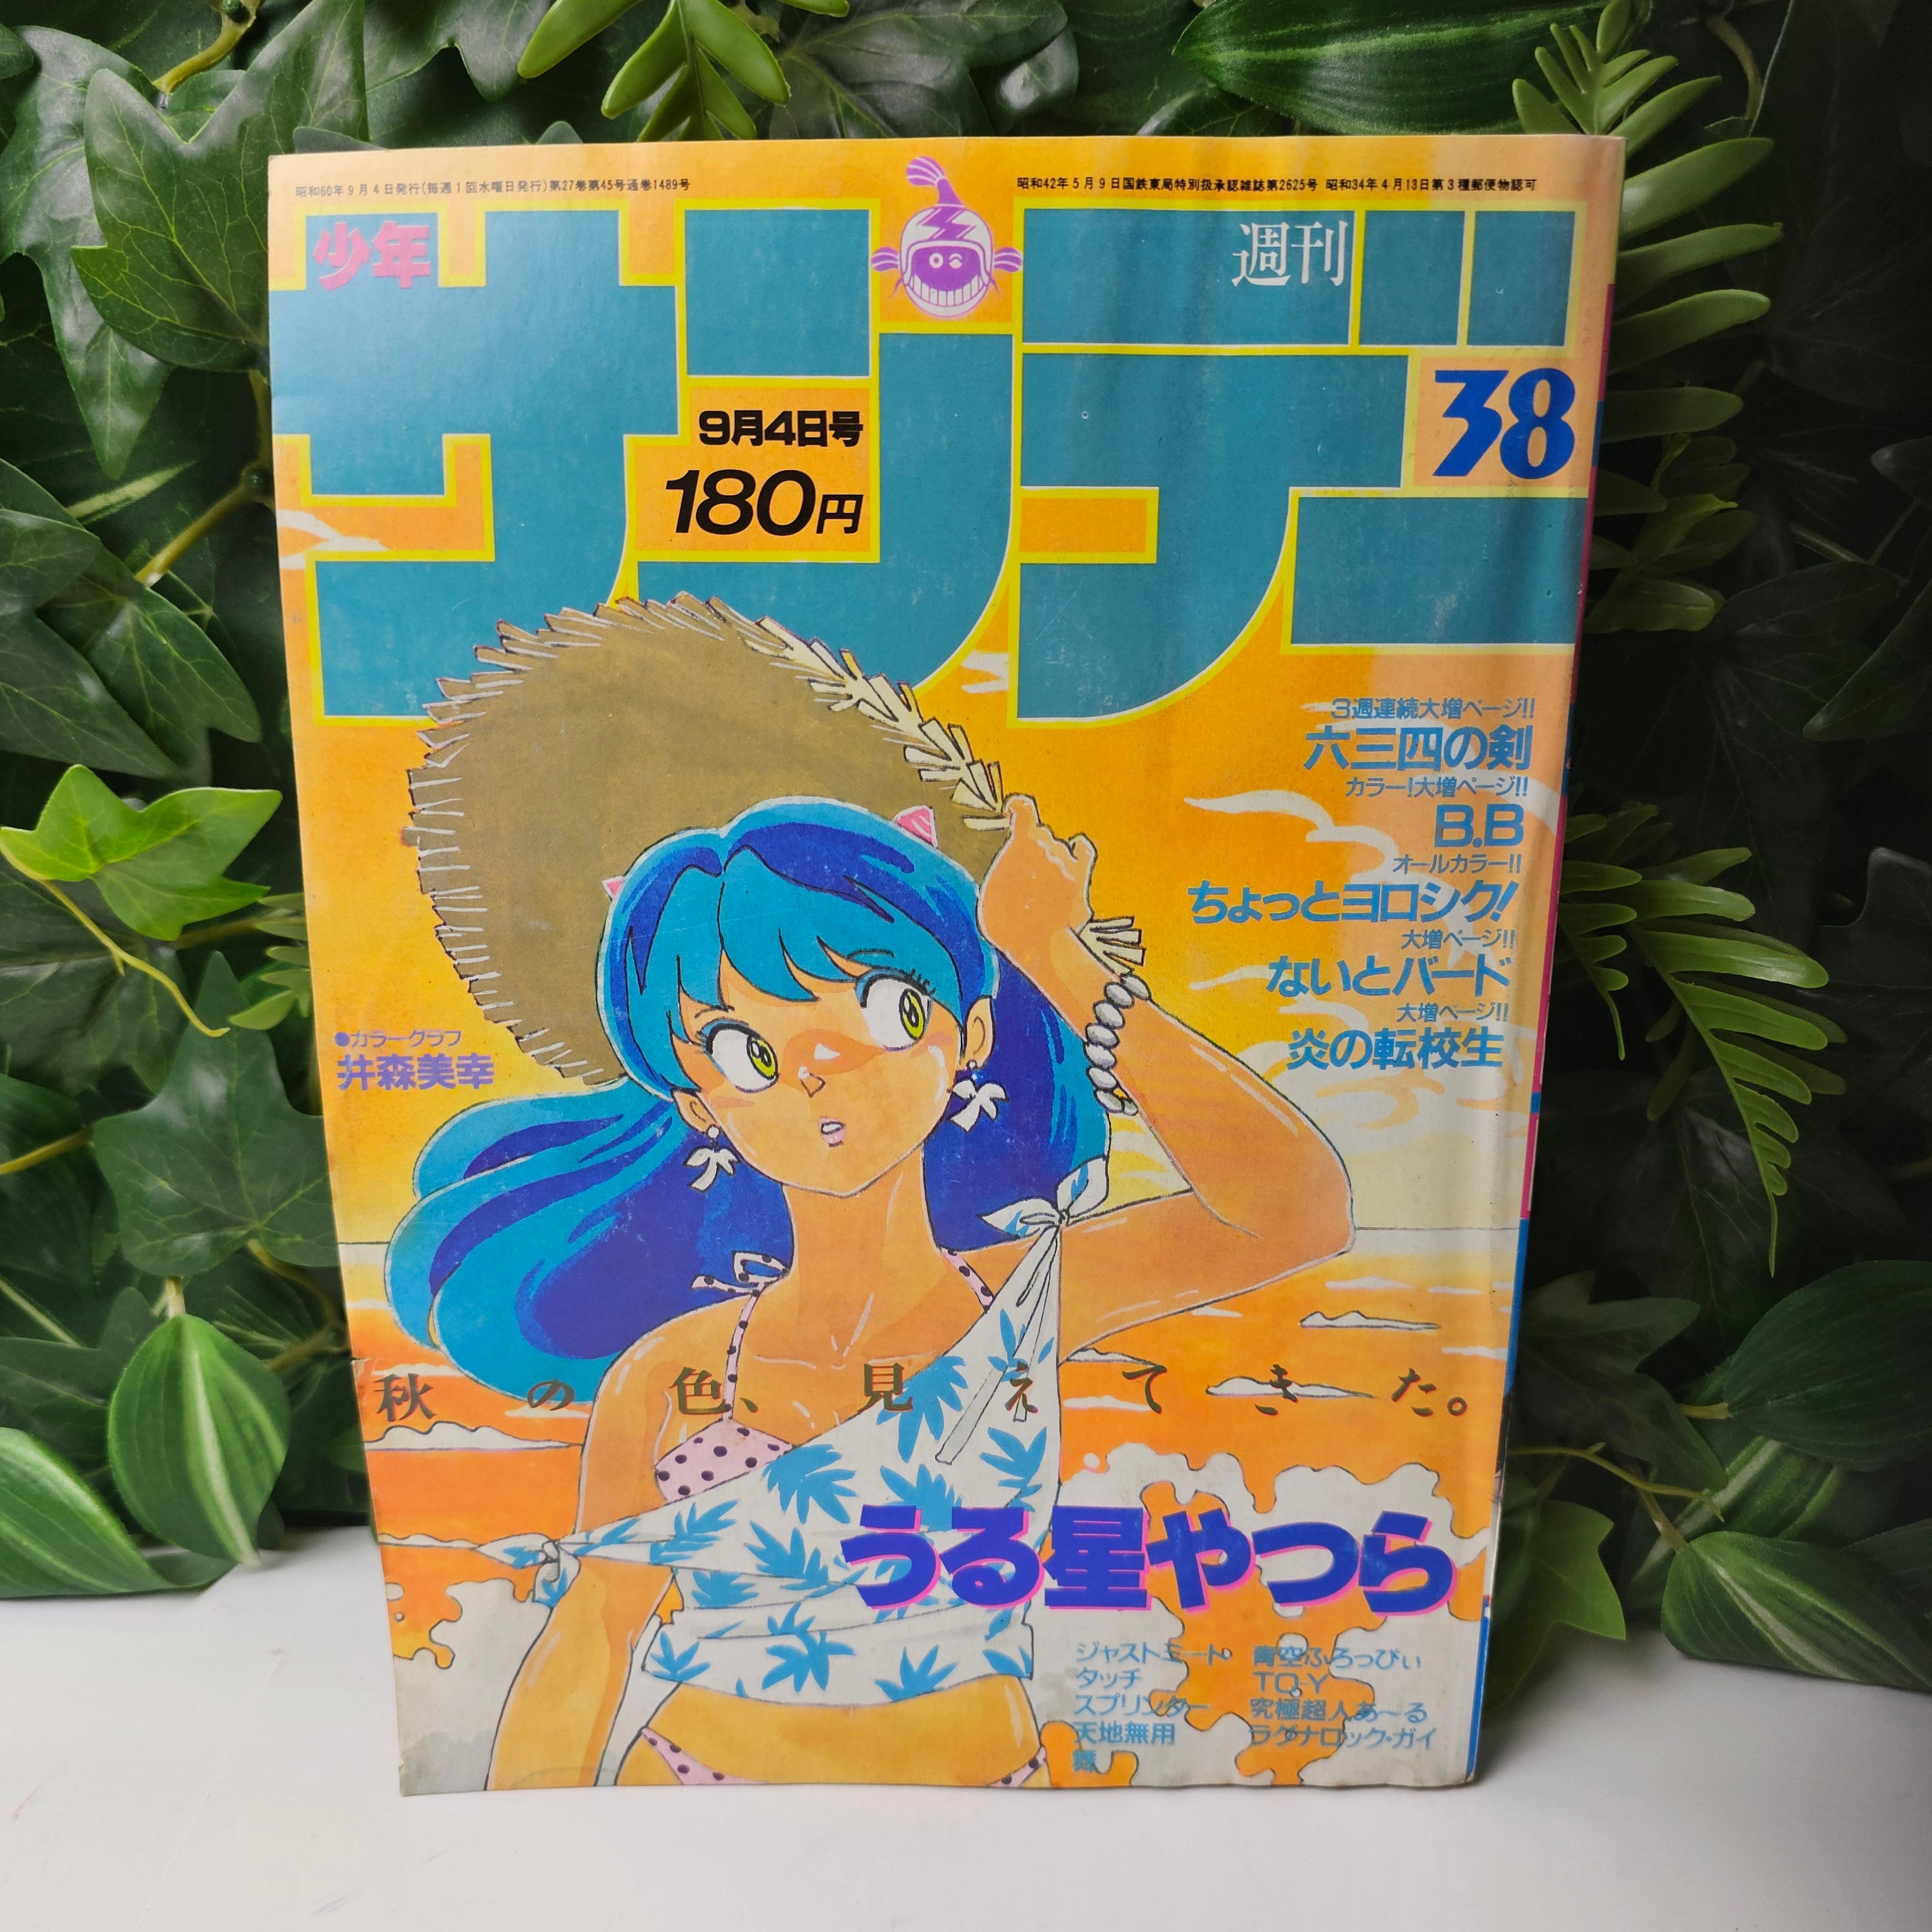 昭和60年9月4日発行(毎週1回水曜日発行)第27巻第45号通巻1489号
昭和42年5月9日国鉄東局特別扱承認雑誌第2625号 昭和34年4月13日第3種郵便物認可
少年
週刊
サンデー
38
9月4日号
180円
3週連続大増ページ!!
六三四の剣
カラー!大増ページ!!
B.B
オールカラー!!
ちょっとヨロシク!
大増ページ!!
ないとバード
大増ページ!!
炎の転校生
●カラーグラフ
井森美幸
秋の色、見えてきた。
うる星やつら
ジャストミート
タッチ
スプリンター
天地無用
舞
青空ふろっぴぃ
TO-Y
究極超人あ〜る
ラグナロック・ガイ